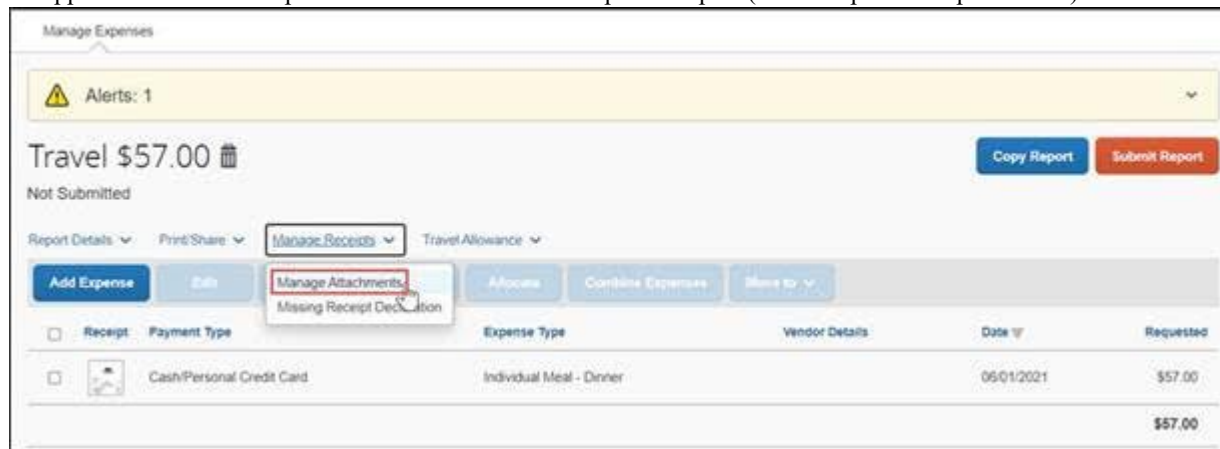 Manage Expenses
Alerts: 1
Travel $57.00
Copy Report Submit Report
Not Submitted
Report Details Print/Share Manage Receipts Travel Allowance
Add Expense Edit Manage Attachments Allocate Combine Expenses Move to
Missing Receipt
Receipt Payment Type Expense Type Vendor Details Date Requested
Cash/Personal Credit Card Individual Meal - Dinner 06/01/2021 $57.00
$57.00